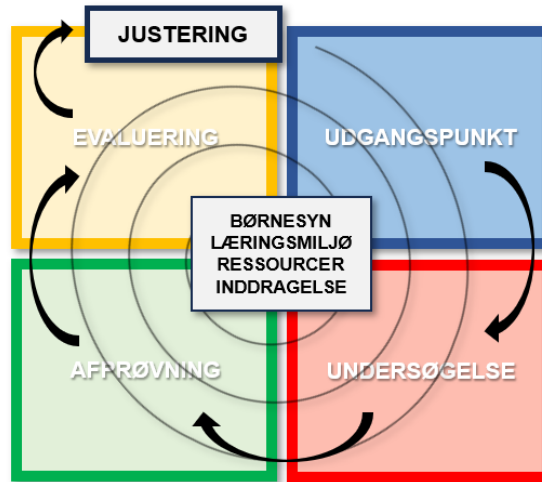 JUSTERING
EVALUERING
UDGANGSPUNKT
BØRNESYN
LÆRINGSMILJØ
RESSOURCER
INDDRAGELSE
AFPRØVNING
UNDERSØGELSE